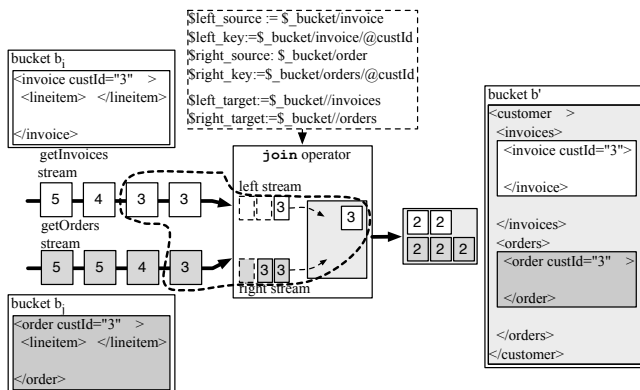 $left_source := $_bucket/invoice
$left_key:=$_bucket/invoice/@custId
$right_source: $_bucket/order
$right_key:=$_bucket/orders/@custId
$left_target:=$_bucket//invoices
$right_target:=$_bucket//orders
bucket bi
<invoice custId="3" >
<lineitem> </lineitem>
</invoice>
getInvoices
stream
5 4 3 3
getOrders
stream
5 5 4 3
bucket bj
<order custId="3" >
<lineitem> </lineitem>
</order>
join operator
left stream
3
3
3 3
right stream
2 2
2 2 2
bucket b'
<customer >
<invoices>
<invoice custId="3">
</invoice>
</invoices>
<orders>
<order custId="3" >
</order>
</orders>
</customer>